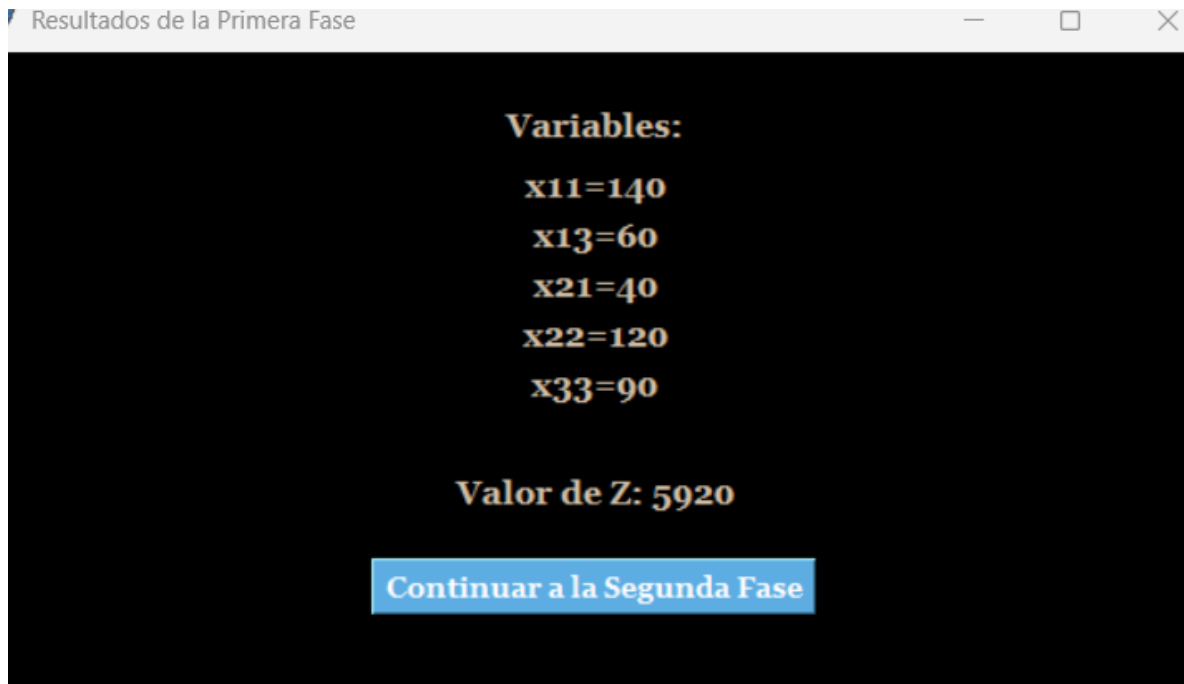 Resultados de la Primera Fase
Variables:
x11=140
x13=60
x21=40
x22=120
x33=90
Valor de Z: 5920
Continuar a la Segunda Fase